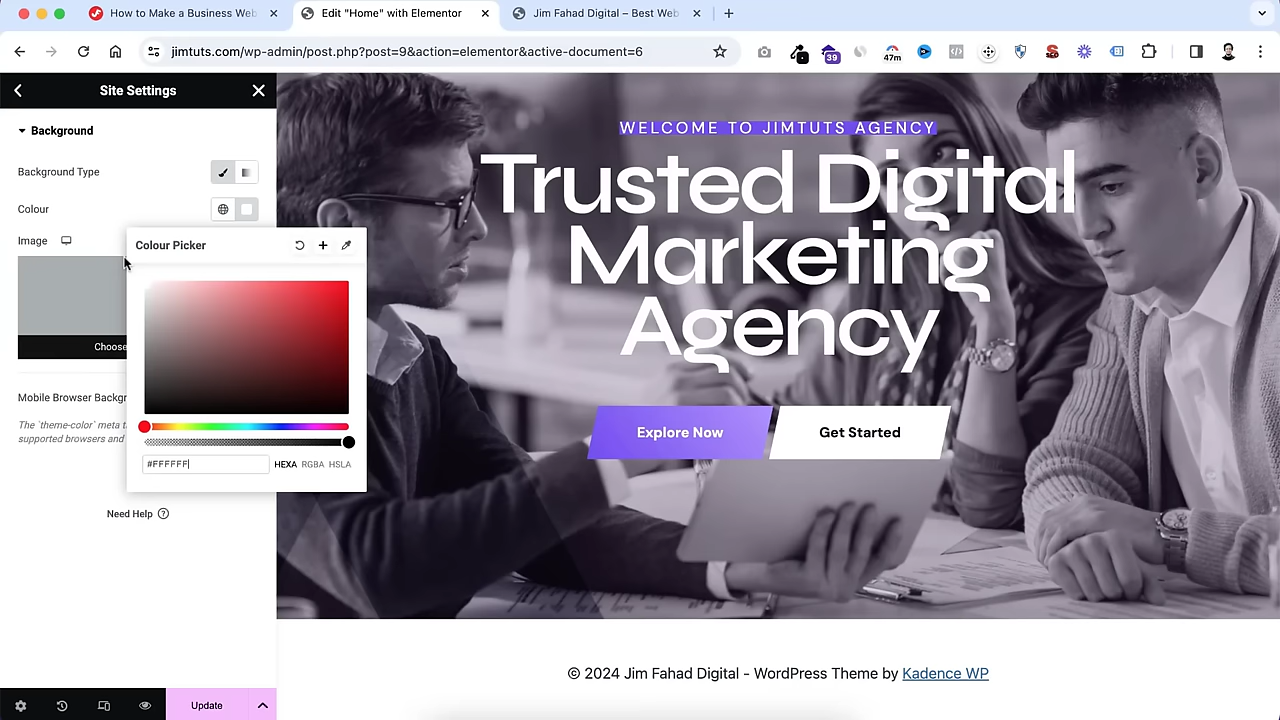 How to Make a Business Web
Edit "Home" with Elementor
Jim Fahad Digital – Best Web
jimtuts.com/wp-admin/post.php?post=9&action=elementor&active-document=6
39
47m
Site Settings
Background
Background Type
Colour
Image
Colour Picker
Choose
Mobile Browser Backgr
The `theme-color` meta t
supported browsers and
#FFFFFF
HEXA RGBA HSLA
Need Help
Update
WELCOME TO JIMTUTS AGENCY
Trusted Digital
Marketing
Agency
Explore Now
Get Started
© 2024 Jim Fahad Digital - WordPress Theme by Kadence WP